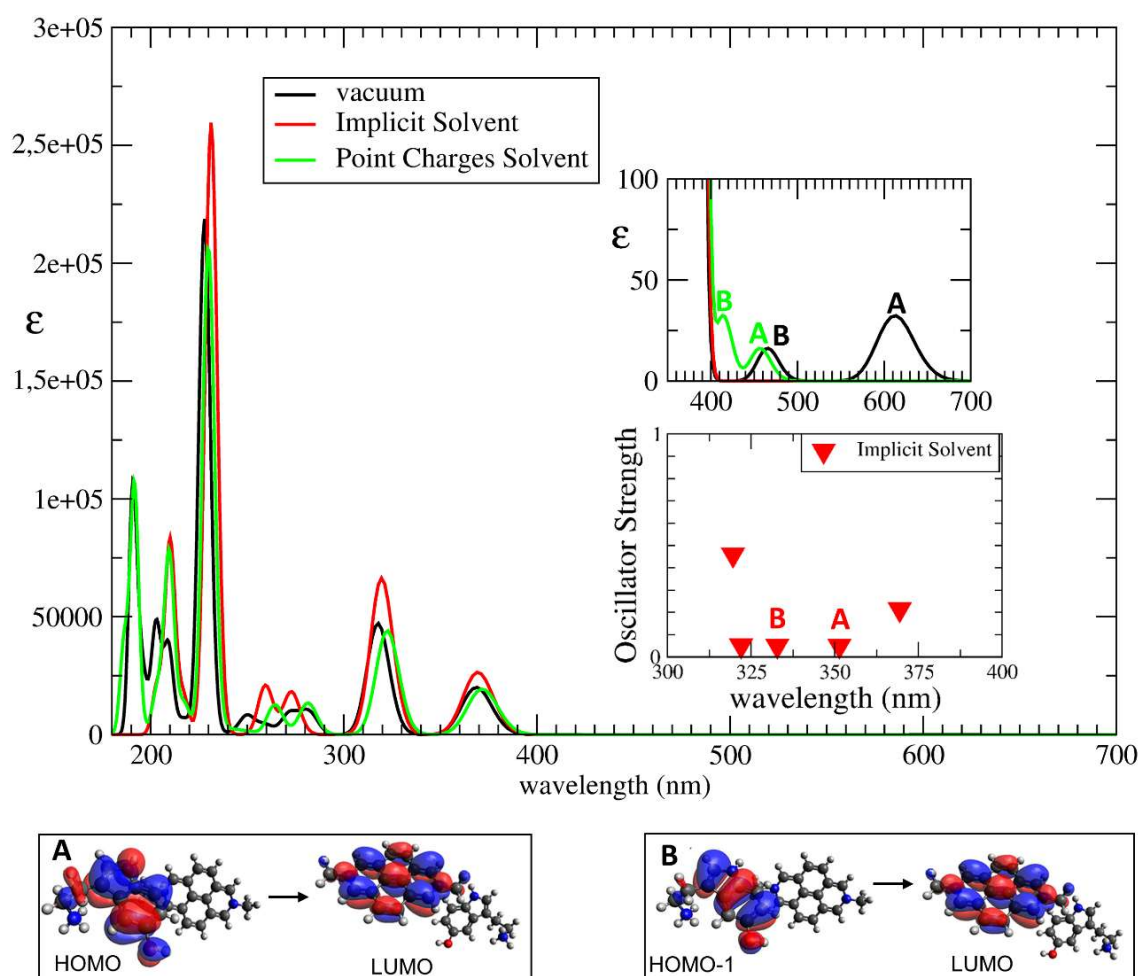 3e+05
2,5e+05
2e+05
1,5e+05
1e+05
50000
0
ε
vacuum
Implicit Solvent
Point Charges Solvent
100
50
0
ε
B
A
B
A
400 500 600 700
1
0
Oscillator Strength
Implicit Solvent
B
A
300 325 350 375 400
wavelength (nm)
200 300 400 500 600 700
wavelength (nm)
A
HOMO
LUMO
B
HOMO-1
LUMO